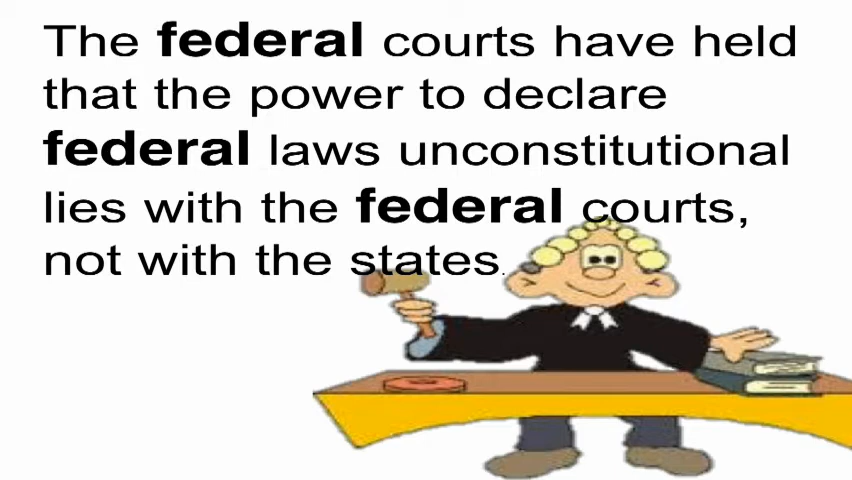 The federal courts have held
that the power to declare
federal laws unconstitutional
lies with the federal courts,
not with the states.